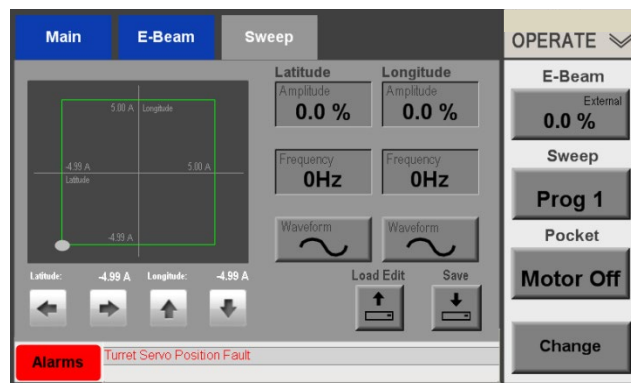 Main E-Beam Sweep
OPERATE
Latitude Longitude
Amplitude Amplitude
0.0 % 0.0 %
5.00 A Longitude
-4.99 A 5.00 A
Latitude
-4.99 A
Frequency Frequency
0Hz 0Hz
Waveform Waveform
Latitude: -4.99 A Longitude: -4.99 A
Load Edit Save
E-Beam
External
0.0 %
Sweep
Prog 1
Pocket
Motor Off
Change
Alarms Turret Servo Position Fault